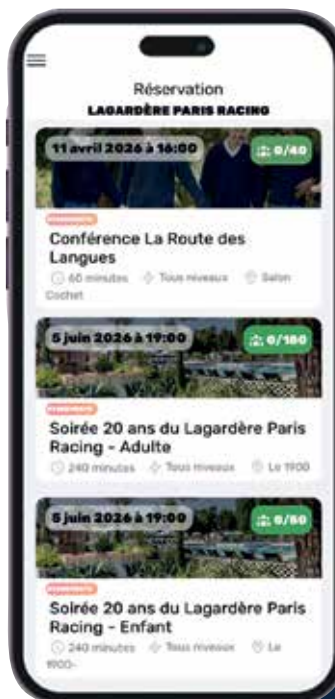 Réservation
LAGARDÈRE PARIS RACING
11 avril 2026 à 16:00
0/40
Conférence La Route des
Langues
60 minutes Tous niveaux Salon
Cochet
5 juin 2026 à 19:00
0/180
Soirée 20 ans du Lagardère Paris
Racing - Adulte
240 minutes Tous niveaux Le 1900
5 juin 2026 à 19:00
0/50
Soirée 20 ans du Lagardère Paris
Racing - Enfant
240 minutes Tous niveaux Le
1900-